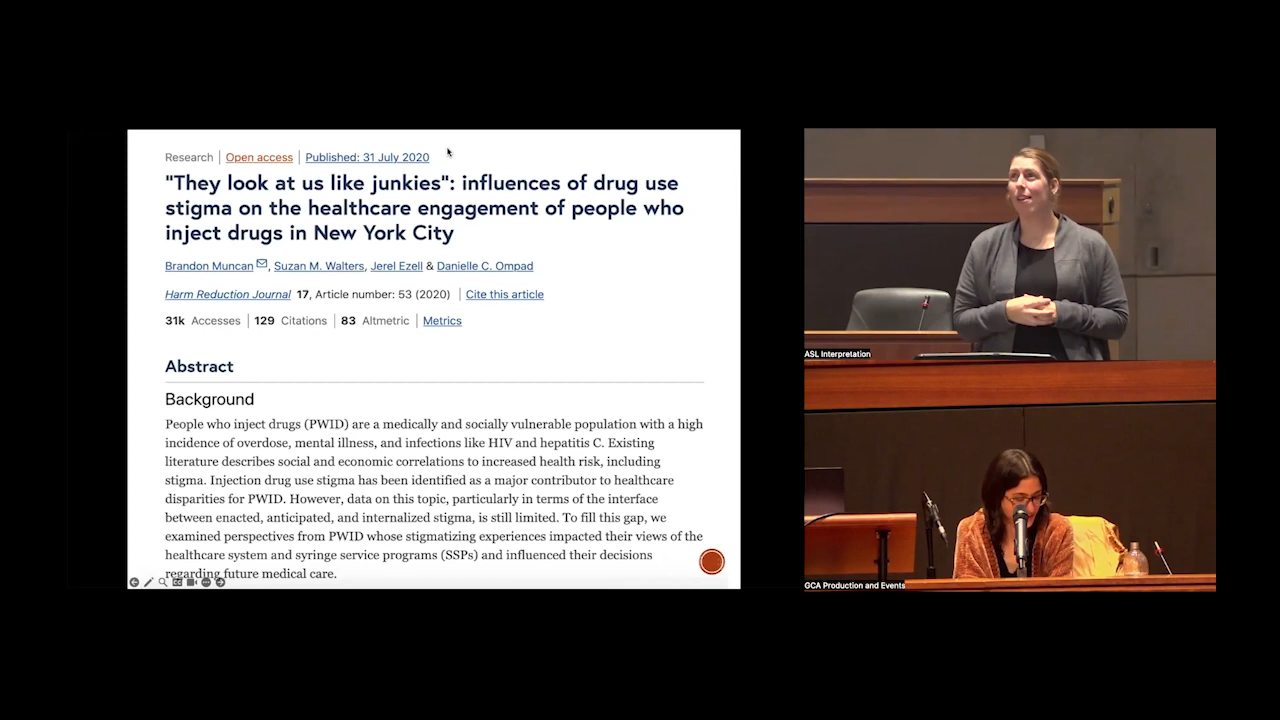 Research | Open access | Published: 31 July 2020
"They look at us like junkies": influences of drug use
stigma on the healthcare engagement of people who
inject drugs in New York City
Brandon Muncan, Suzan M. Walters, Jerel Ezell & Danielle C. Ompad
Harm Reduction Journal 17, Article number: 53 (2020) | Cite this article
31k Accesses | 129 Citations | 83 Altmetric | Metrics
Abstract
Background
People who inject drugs (PWID) are a medically and socially vulnerable population with a high
incidence of overdose, mental illness, and infections like HIV and hepatitis C. Existing
literature describes social and economic correlations to increased health risk, including
stigma. Injection drug use stigma has been identified as a major contributor to healthcare
disparities for PWID. However, data on this topic, particularly in terms of the interface
between enacted, anticipated, and internalized stigma, is still limited. To fill this gap, we
examined perspectives from PWID whose stigmatizing experiences impacted their views of the
healthcare system and syringe service programs (SSPs) and influenced their decisions
regarding future medical care.
ASL Interpretation
GCA Production and Events